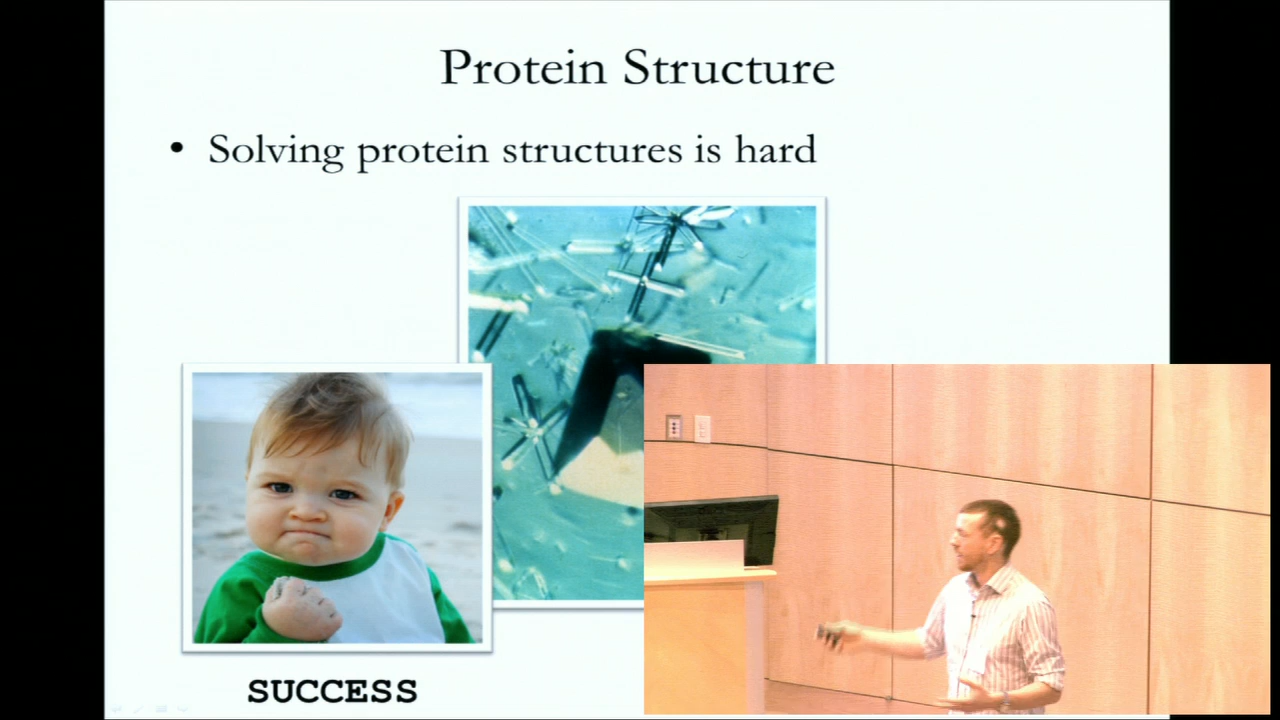 Protein Structure
• Solving protein structures is hard
SUCCESS